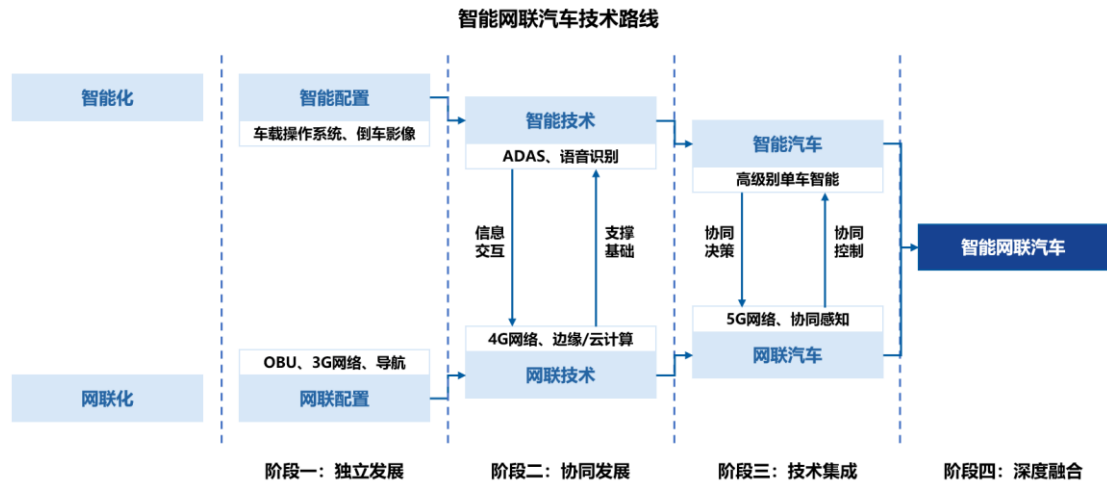 智能网联汽车技术路线
智能化
智能配置
车载操作系统、倒车影像
智能技术
ADAS、语音识别
智能汽车
高级别单车智能
信息
交互
支撑
基础
协同
决策
协同
控制
智能网联汽车
OBU、3G网络、导航
网联配置
4G网络、边缘/云计算
网联技术
5G网络、协同感知
网联汽车
网联化
阶段一：独立发展
阶段二：协同发展
阶段三：技术集成
阶段四：深度融合